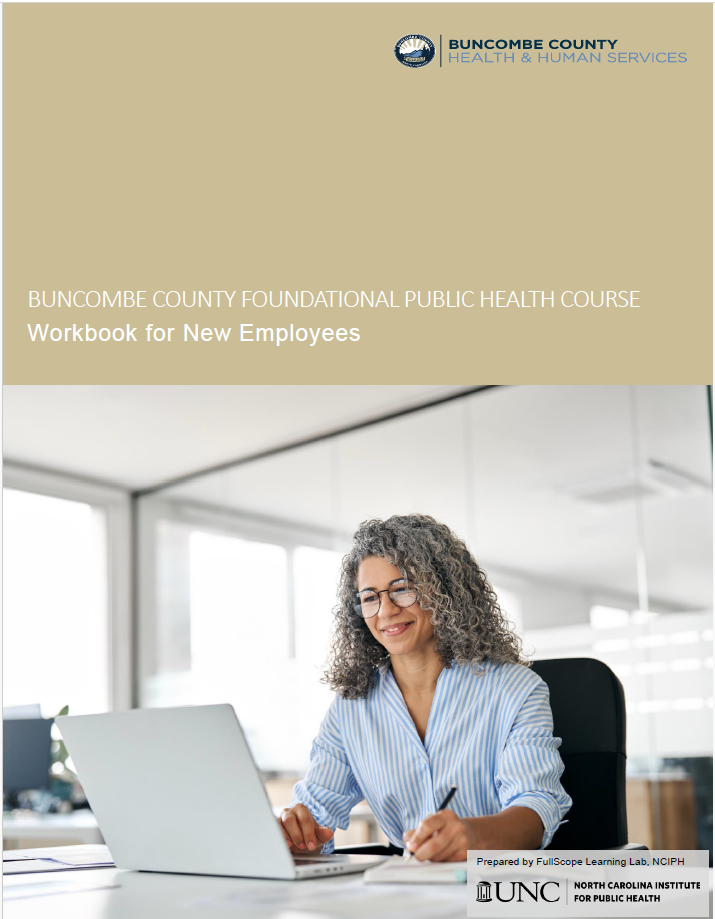 BUNCOMBE COUNTY
HEALTH & HUMAN SERVICES
BUNCOMBE COUNTY FOUNDATIONAL PUBLIC HEALTH COURSE
Workbook for New Employees
Prepared by FullScope Learning Lab, NCIPH
UNC
NORTH CAROLINA INSTITUTE
FOR PUBLIC HEALTH